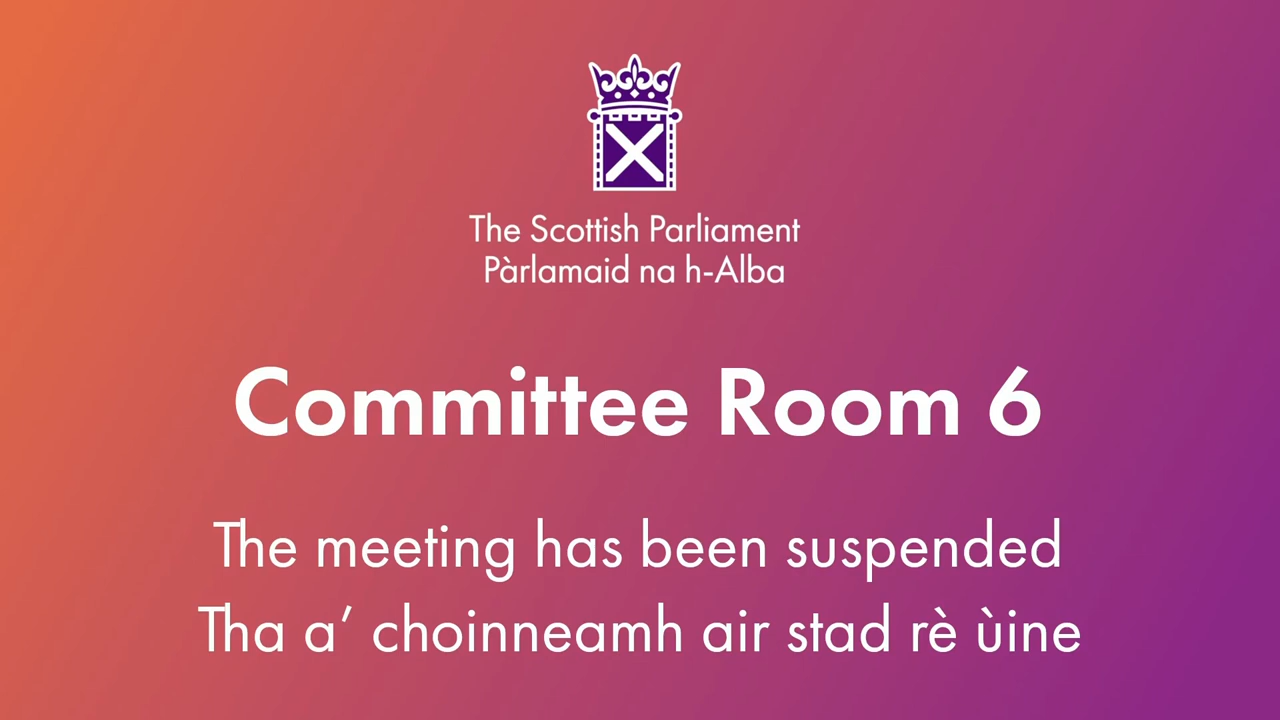 The Scottish Parliament
Pàrlamaid na h-Alba
Committee Room 6
The meeting has been suspended
Tha a’ choinneamh air stad rè ùine